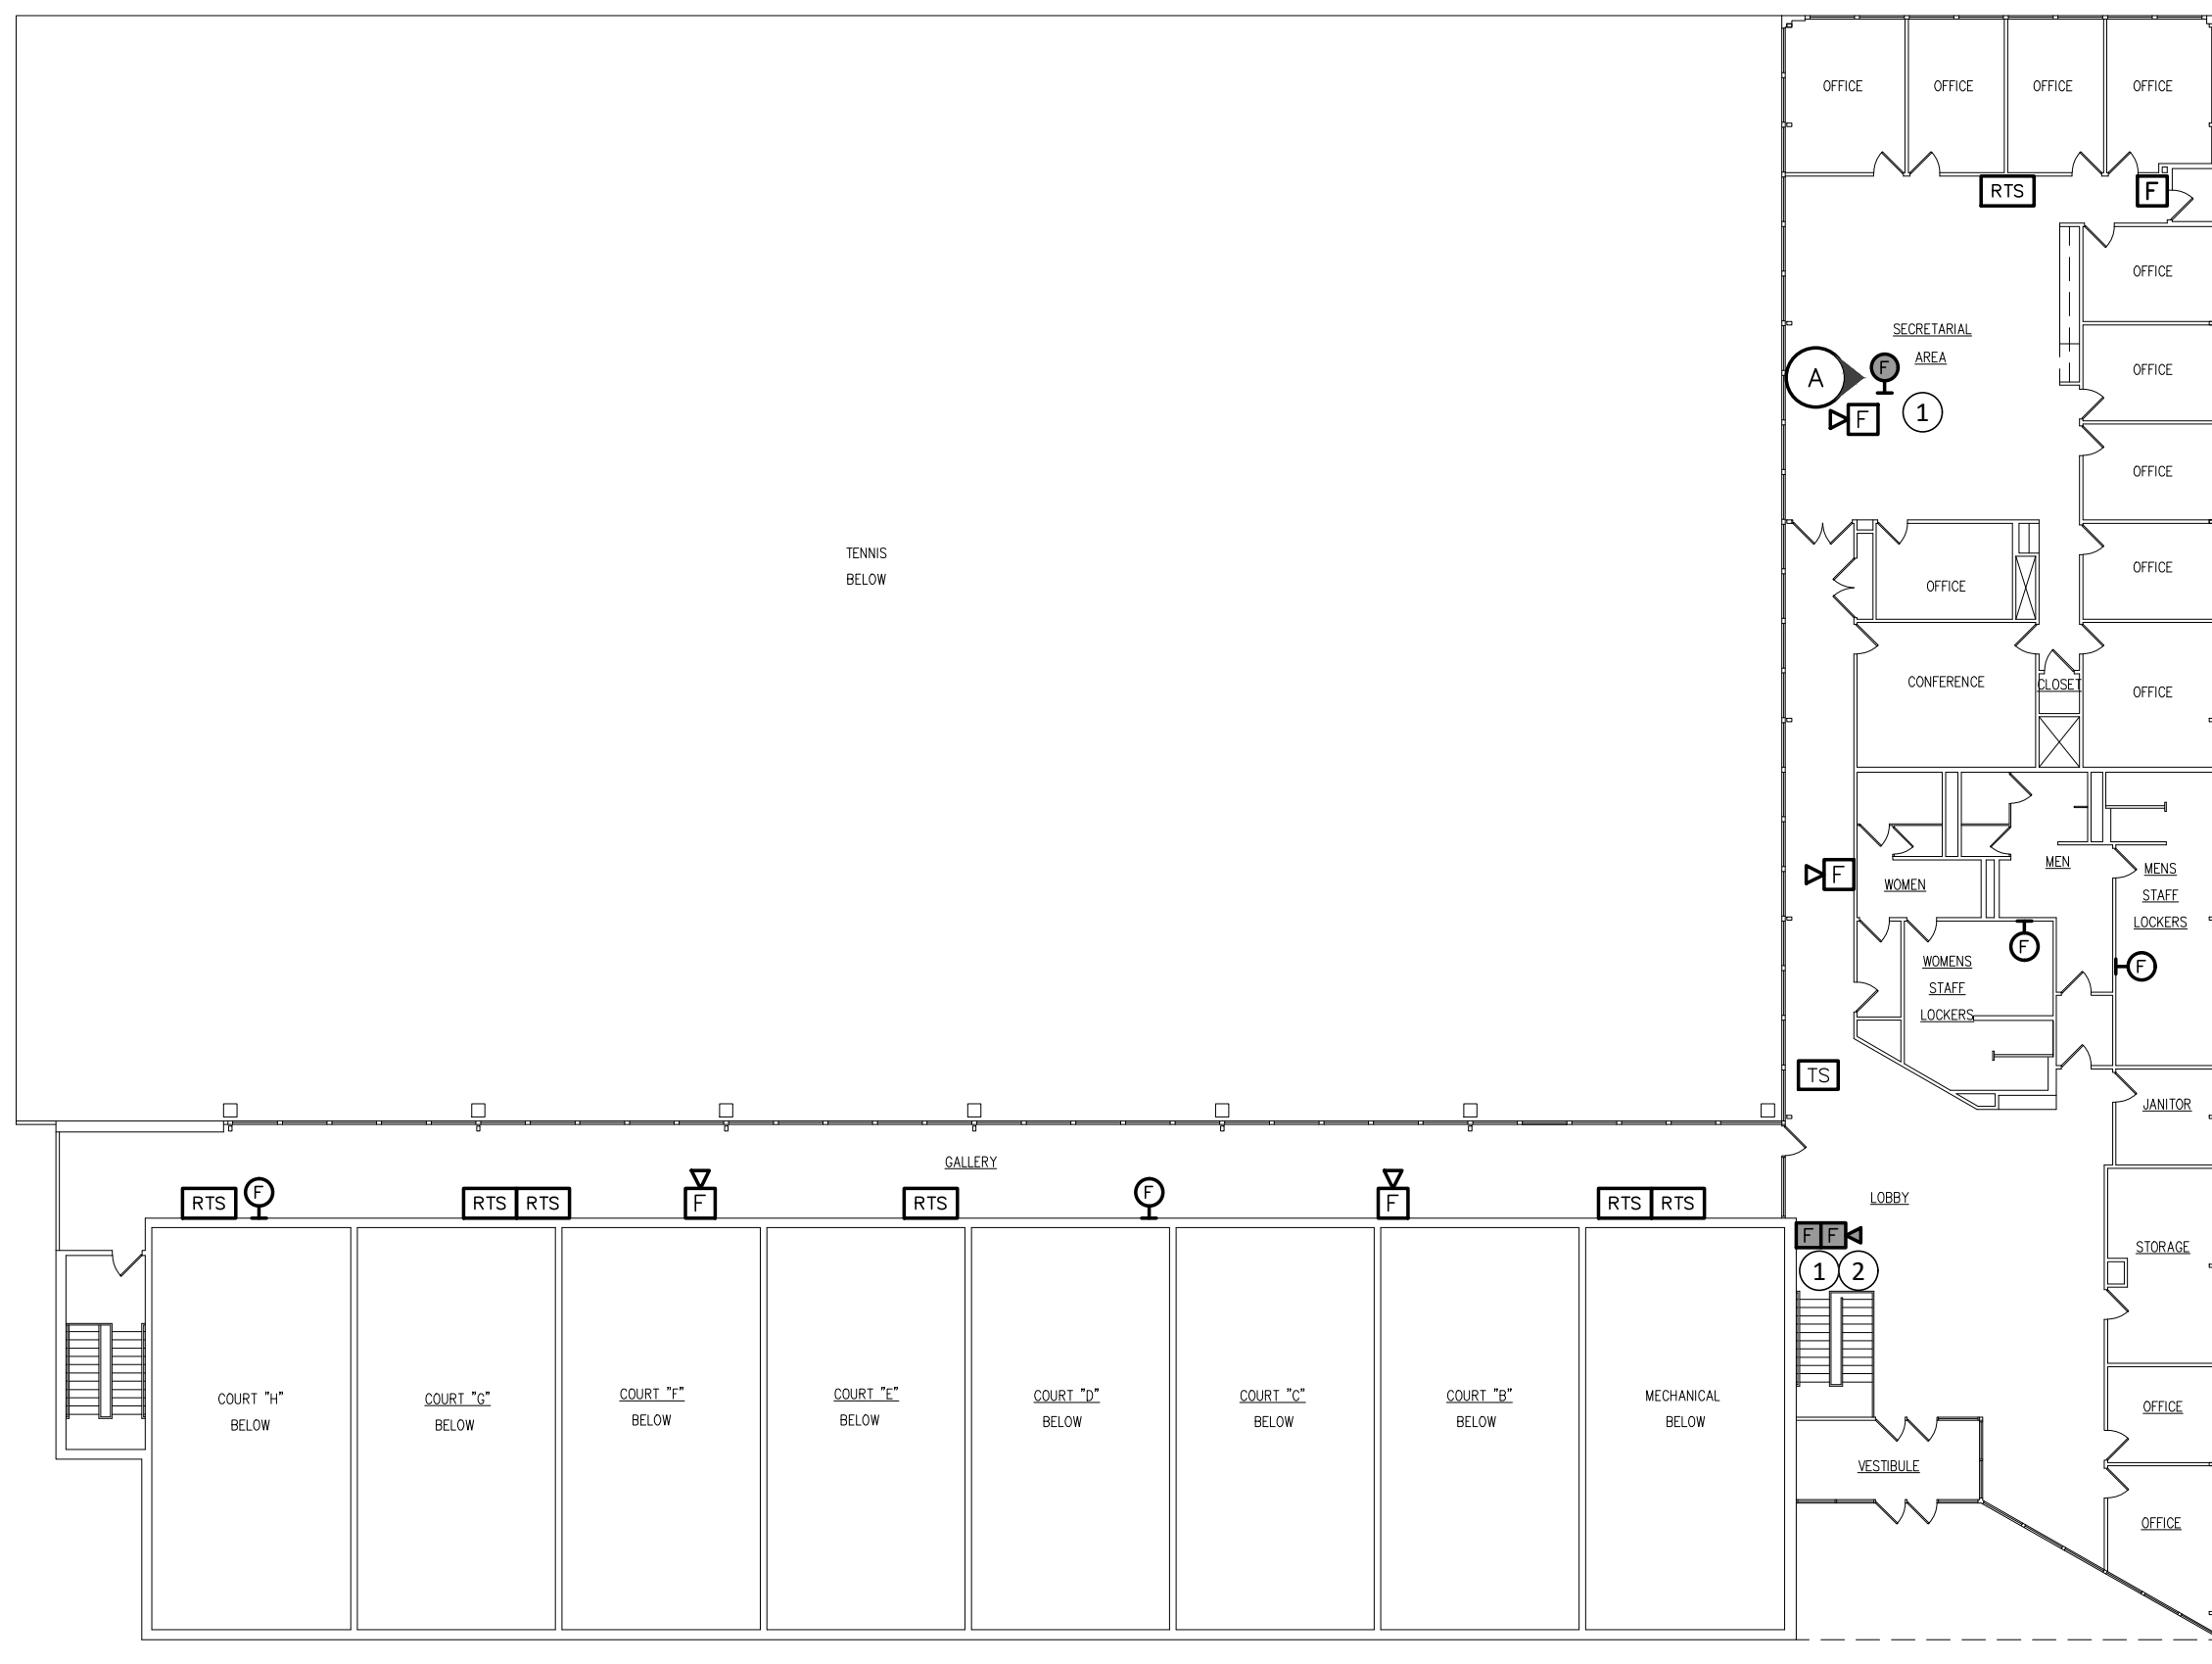 OFFICE OFFICE OFFICE OFFICE
RTS F
OFFICE
SECRETARIAL
AREA
A F
OFFICE
1
F
OFFICE
TENNIS
BELOW
OFFICE
OFFICE
CONFERENCE
CLOSET
OFFICE
MEN
MENS
STAFF
LOCKERS
F
WOMEN
F
WOMENS
STAFF
LOCKERS
F
TS
JANITOR
GALLERY
RTS F RTS RTS F RTS F F RTS RTS
LOBBY
F F
1 2
STORAGE
COURT "H"
BELOW
COURT "G"
BELOW
COURT "F"
BELOW
COURT "E"
BELOW
COURT "D"
BELOW
COURT "C"
BELOW
COURT "B"
BELOW
MECHANICAL
BELOW
OFFICE
VESTIBULE
OFFICE